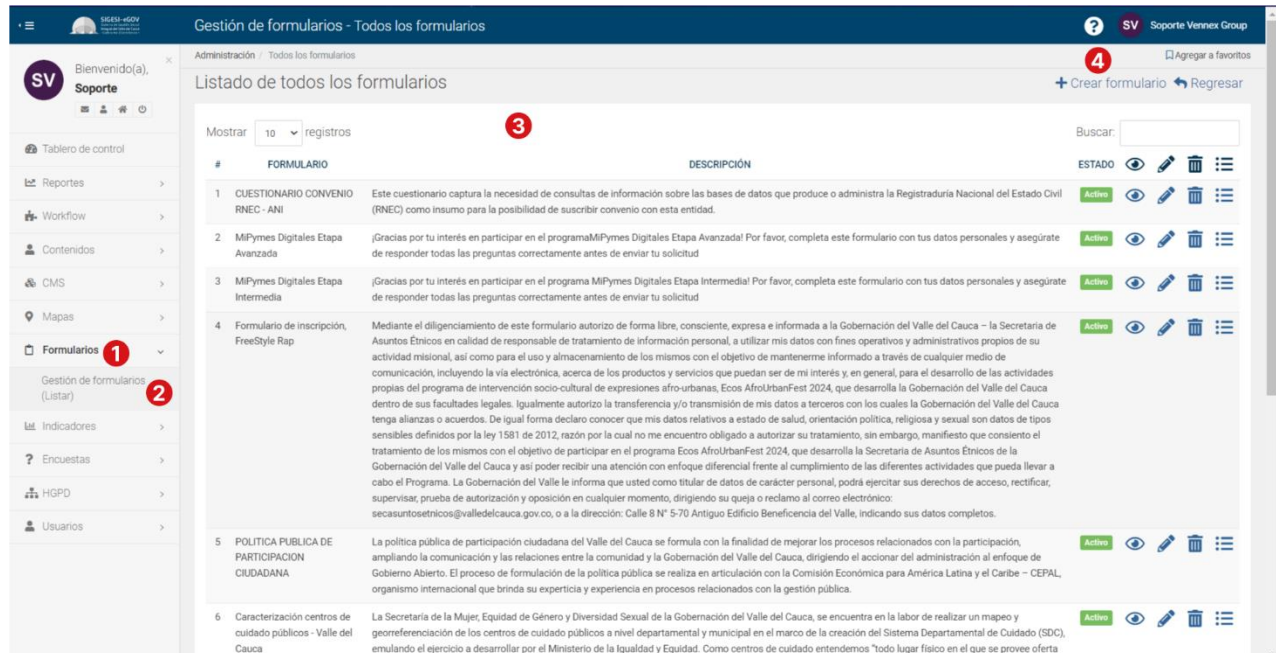 SIGESI-eGOV
Gestión de formularios - Todos los formularios
?
SV
Soporte Vennex Group
SV
Bienvenido(a),
Soporte
×
Administración / Todos los formularios
Agregar a favoritos
4
Listado de todos los formularios
+ Crear formulario
Regresar
Tablero de control
Reportes
Workflow
Contenidos
CMS
Mapas
Formularios
1
Gestión de formularios
(Listar)
2
Indicadores
? Encuestas
HGPD
Usuarios
Mostrar 10 registros
3
Buscar:
# FORMULARIO DESCRIPCIÓN ESTADO
1 CUESTIONARIO CONVENIO
RNEC - ANI
Este cuestionario captura la necesidad de consultas de información sobre las bases de datos que produce o administra la Registraduría Nacional del Estado Civil
(RNEC) como insumo para la posibilidad de suscribir convenio con esta entidad.
Activo
2 MiPymes Digitales Etapa
Avanzada
¡Gracias por tu interés en participar en el programaMiPymes Digitales Etapa Avanzada! Por favor, completa este formulario con tus datos personales y asegúrate
de responder todas las preguntas correctamente antes de enviar tu solicitud
Activo
3 MiPymes Digitales Etapa
Intermedia
¡Gracias por tu interés en participar en el programa MiPymes Digitales Etapa Intermedia! Por favor, completa este formulario con tus datos personales y asegúrate
de responder todas las preguntas correctamente antes de enviar tu solicitud
Activo
4 Formulario de inscripción,
FreeStyle Rap
Mediante el diligenciamiento de este formulario autorizo de forma libre, consciente, expresa e informada a la Gobernación del Valle del Cauca – la Secretaria de
Asuntos Étnicos en calidad de responsable de tratamiento de información personal, a utilizar mis datos con fines operativos y administrativos propios de su
actividad misional, así como para el uso y almacenamiento de los mismos con el objetivo de mantenerme informado a través de cualquier medio de
comunicación, incluyendo la vía electrónica, acerca de los productos y servicios que puedan ser de mi interés y, en general, para el desarrollo de las actividades
propias del programa de intervención socio-cultural de expresiones afro-urbanas, Ecos AfroUrbanFest 2024, que desarrolla la Gobernación del Valle del Cauca
dentro de sus facultades legales. Igualmente autorizo la transferencia y/o transmisión de mis datos a terceros con los cuales la Gobernación del Valle del Cauca
tenga alianzas o acuerdos. De igual forma declaro conocer que mis datos relativos a estado de salud, orientación política, religiosa y sexual son datos de tipos
sensibles definidos por la ley 1581 de 2012, razón por la cual no me encuentro obligado a autorizar su tratamiento, sin embargo, manifiesto que consiento el
tratamiento de los mismos con el objetivo de participar en el programa Ecos AfroUrbanFest 2024, que desarrolla la Secretaria de Asuntos Étnicos de la
Gobernación del Valle del Cauca y así poder recibir una atención con enfoque diferencial frente al cumplimiento de las diferentes actividades que pueda llevar a
cabo el Programa. La Gobernación del Valle le informa que usted como titular de datos de carácter personal, podrá ejercitar sus derechos de acceso, rectificar,
supervisar, prueba de autorización y oposición en cualquier momento, dirigiendo su queja o reclamo al correo electrónico:
secasuntosetnicos@valledelcauca.gov.co, o a la dirección: Calle 8 N° 5-70 Antiguo Edificio Beneficencia del Valle, indicando sus datos completos.
Activo
5 POLITICA PUBLICA DE
PARTICIPACION
CIUDADANA
La política pública de participación ciudadana del Valle del Cauca se formula con la finalidad de mejorar los procesos relacionados con la participación,
ampliando la comunicación y las relaciones entre la comunidad y la Gobernación del Valle del Cauca, dirigiendo el accionar del administración al enfoque de
Gobierno Abierto. El proceso de formulación de la política pública se realiza en articulación con la Comisión Económica para América Latina y el Caribe – CEPAL,
organismo internacional que brinda su experticia y experiencia en procesos relacionados con la gestión pública.
Activo
6 Caracterización centros de
cuidado públicos - Valle del
Cauca
La Secretaría de la Mujer, Equidad de Género y Diversidad Sexual de la Gobernación del Valle del Cauca, se encuentra en la labor de realizar un mapeo y
georreferenciación de los centros de cuidado públicos a nivel departamental y municipal en el marco de la creación del Sistema Departamental de Cuidado (SDC),
emulando el ejercicio a desarrollar por el Ministerio de la Igualdad y Equidad. Como centros de cuidado entendemos "todo lugar físico en el que se provee oferta
Activo